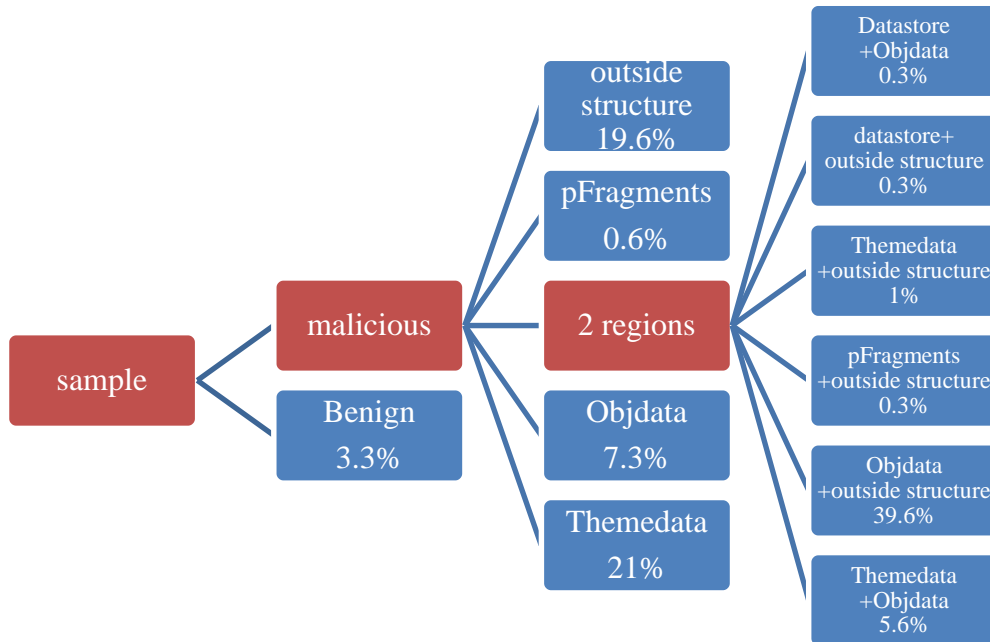 sample
malicious
Benign
3.3%
outside
structure
19.6%
pFragments
0.6%
2 regions
Objdata
7.3%
Themedata
21%
Datastore
+Objdata
0.3%
datastore+
outside structure
0.3%
Themedata
+outside structure
1%
pFragments
+outside structure
0.3%
Objdata
+outside structure
39.6%
Themedata
+Objdata
5.6%